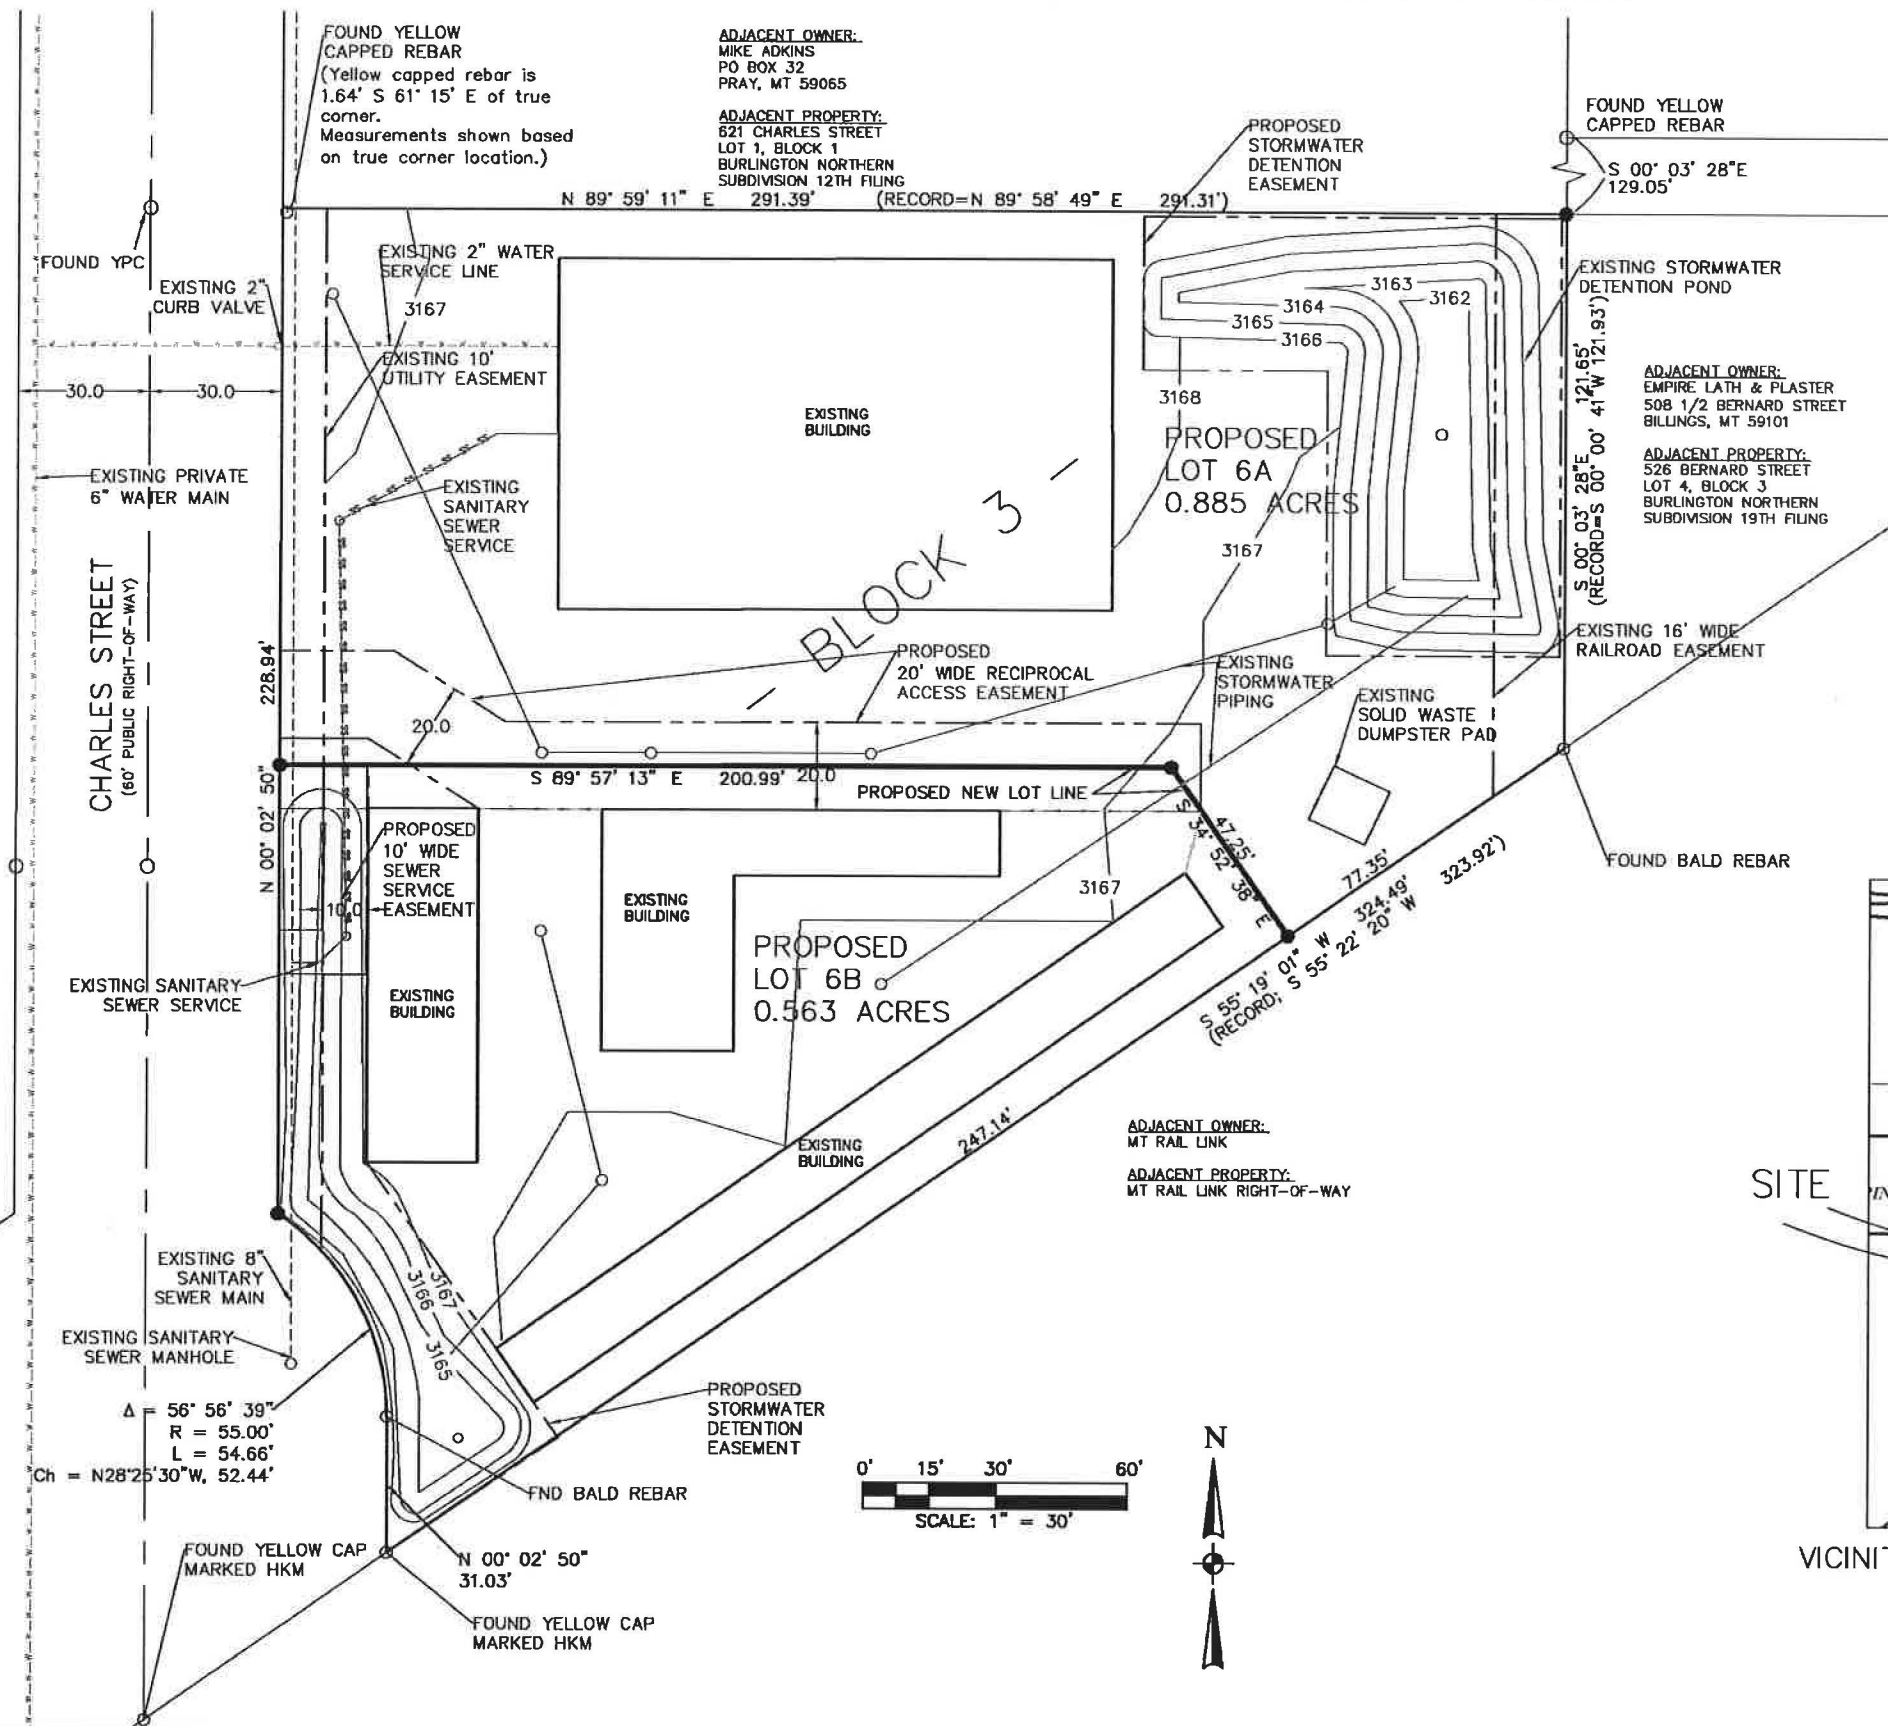 FOUND YELLOW
CAPPED REBAR
(Yellow capped rebar is
1.64' S 61° 15' E of true
corner.
Measurements shown based
on true corner location.)
ADJACENT OWNER:
MIKE ADKINS
PO BOX 32
PRAY, MT 59065
ADJACENT PROPERTY:
621 CHARLES STREET
LOT 1, BLOCK 1
BURLINGTON NORTHERN
SUBDIVISION 12TH FILING
N 89° 59' 11" E 291.39' (RECORD=N 89° 58' 49" E 291.31')
PROPOSED
STORMWATER
DETENTION
EASEMENT
FOUND YELLOW
CAPPED REBAR
S 00° 03' 28"E
129.05'
FOUND YPC
EXISTING 2"
CURB VALVE
EXISTING 2" WATER
SERVICE LINE
3167
EXISTING 10'
UTILITY EASEMENT
30.0
30.0
EXISTING PRIVATE
6" WATER MAIN
EXISTING
SANITARY
SEWER
SERVICE
EXISTING
BUILDING
3163
3162
3164
3165
3166
3168
PROPOSED
LOT 6A
0.885 ACRES
3167
EXISTING STORMWATER
DETENTION POND
S 00° 03' 28"E 121.65'
(RECORD=S 00° 00' 41"W 121.93')
ADJACENT OWNER:
EMPIRE LATH & PLASTER
508 1/2 BERNARD STREET
BILLINGS, MT 59101
ADJACENT PROPERTY:
526 BERNARD STREET
LOT 4, BLOCK 3
BURLINGTON NORTHERN
SUBDIVISION 19TH FILING
- BLOCK 3 -
CHARLES STREET
(60' PUBLIC RIGHT-OF-WAY)
N 00° 02' 50" 228.94'
PROPOSED
20' WIDE RECIPROCAL
ACCESS EASEMENT
20.0
EXISTING
STORMWATER
PIPING
EXISTING 16' WIDE
RAILROAD EASEMENT
EXISTING
SOLID WASTE
DUMPSTER PAD
S 89° 57' 13" E 200.99'
20.0
PROPOSED NEW LOT LINE
47.25'
S 34° 52' 38" E
3167
77.35'
324.49'
323.92')
S 55° 19' 01" W
(RECORD; S 55° 22' 20" W
FOUND BALD REBAR
PROPOSED
10' WIDE
SEWER
SERVICE
EASEMENT
10.0
EXISTING
BUILDING
PROPOSED
LOT 6B
0.563 ACRES
EXISTING SANITARY
SEWER SERVICE
EXISTING
BUILDING
EXISTING
BUILDING
247.14'
ADJACENT OWNER:
MT RAIL LINK
ADJACENT PROPERTY:
MT RAIL LINK RIGHT-OF-WAY
SITE
EXISTING 8"
SANITARY
SEWER MAIN
EXISTING SANITARY
SEWER MANHOLE
3167
3166
3165
Δ = 56° 56' 39"
R = 55.00'
L = 54.66'
Ch = N28°25'30"W, 52.44'
PROPOSED
STORMWATER
DETENTION
EASEMENT
FND BALD REBAR
0' 15' 30' 60'
SCALE: 1" = 30'
N
FOUND YELLOW CAP
MARKED HKM
N 00° 02' 50"
31.03'
FOUND YELLOW CAP
MARKED HKM
VICINI